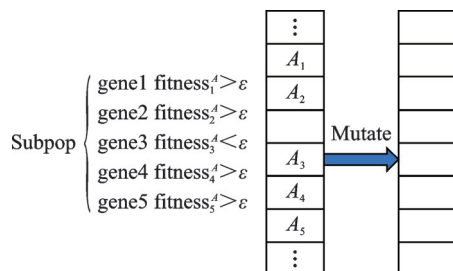 ⋮
A₁
A₂
gene1 fitness₁ᴬ>ε
gene2 fitness₂ᴬ>ε
Subpop
gene3 fitness₃ᴬ<ε
Mutate
gene4 fitness₄ᴬ>ε
A₃
gene5 fitness₅ᴬ>ε
A₄
A₅
⋮